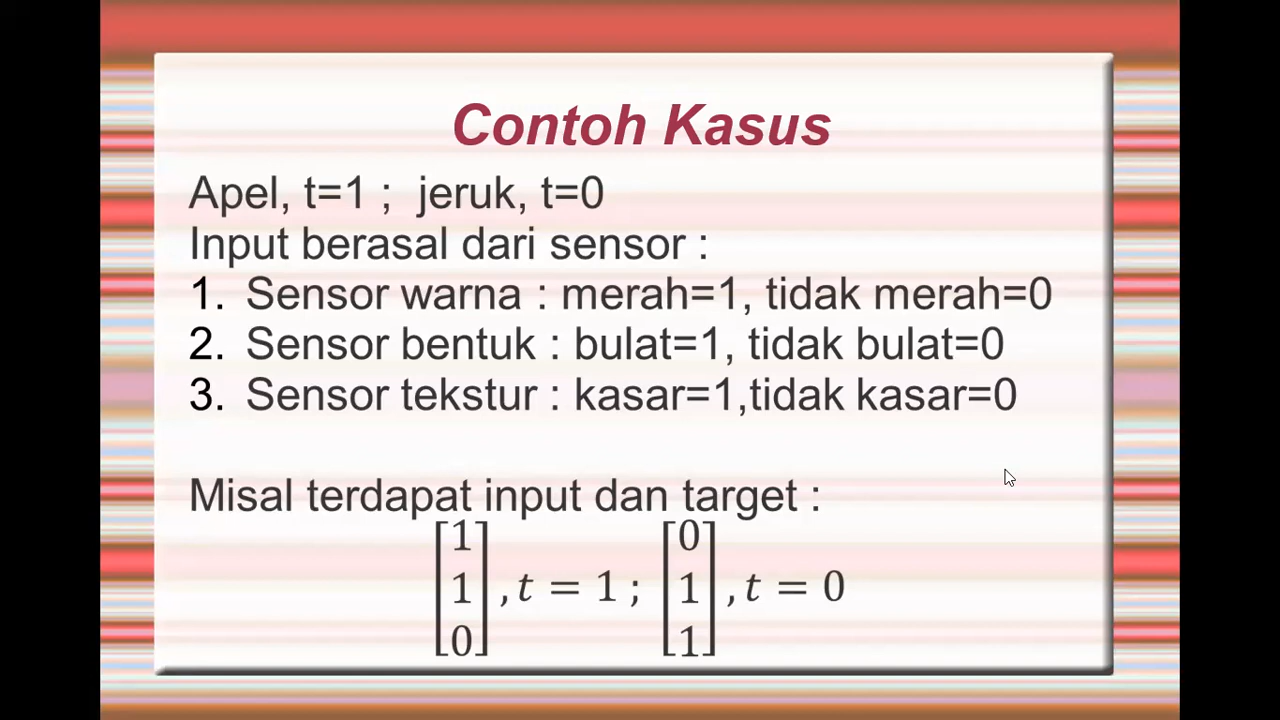 Contoh Kasus
Apel, t=1 ; jeruk, t=0
Input berasal dari sensor :
1. Sensor warna : merah=1, tidak merah=0
2. Sensor bentuk : bulat=1, tidak bulat=0
3. Sensor tekstur : kasar=1,tidak kasar=0
Misal terdapat input dan target :
[1 1 0], t = 1 ; [0 1 1], t = 0